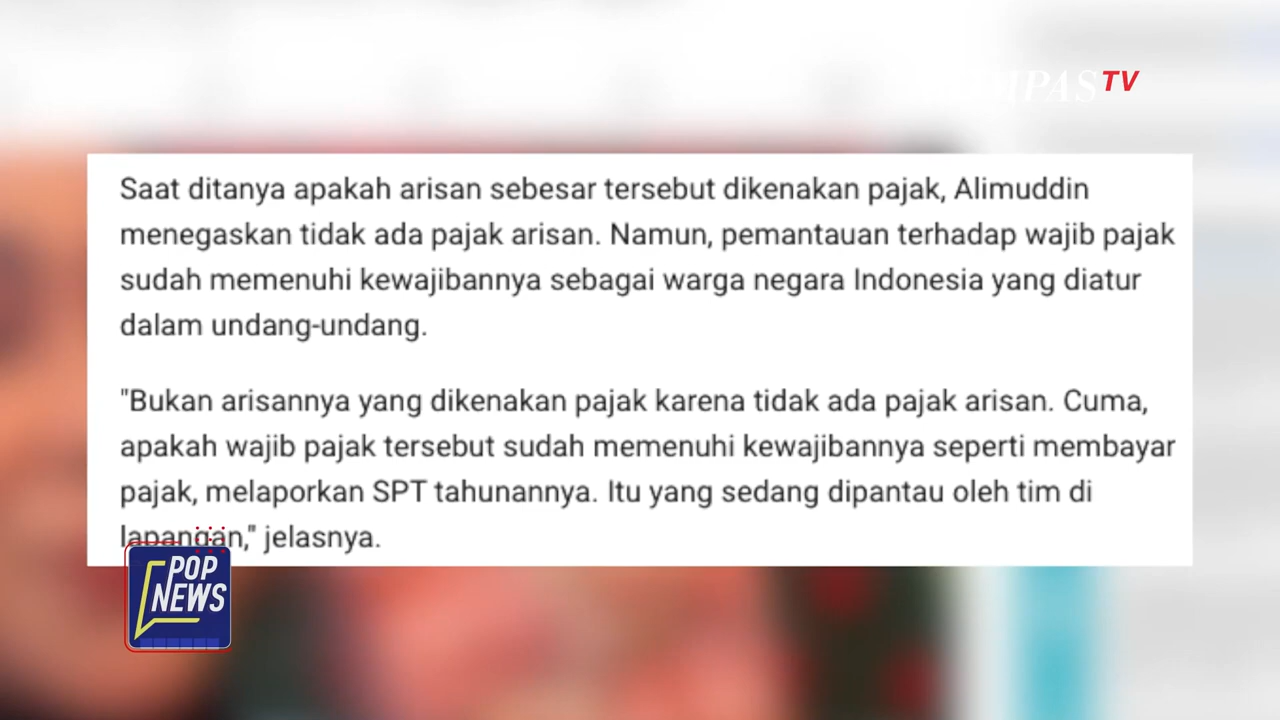 TV
Saat ditanya apakah arisan sebesar tersebut dikenakan pajak, Alimuddin
menegaskan tidak ada pajak arisan. Namun, pemantauan terhadap wajib pajak
sudah memenuhi kewajibannya sebagai warga negara Indonesia yang diatur
dalam undang-undang.
"Bukan arisannya yang dikenakan pajak karena tidak ada pajak arisan. Cuma,
apakah wajib pajak tersebut sudah memenuhi kewajibannya seperti membayar
pajak, melaporkan SPT tahunannya. Itu yang sedang dipantau oleh tim di
lapangan," jelasnya.
POP
NEWS